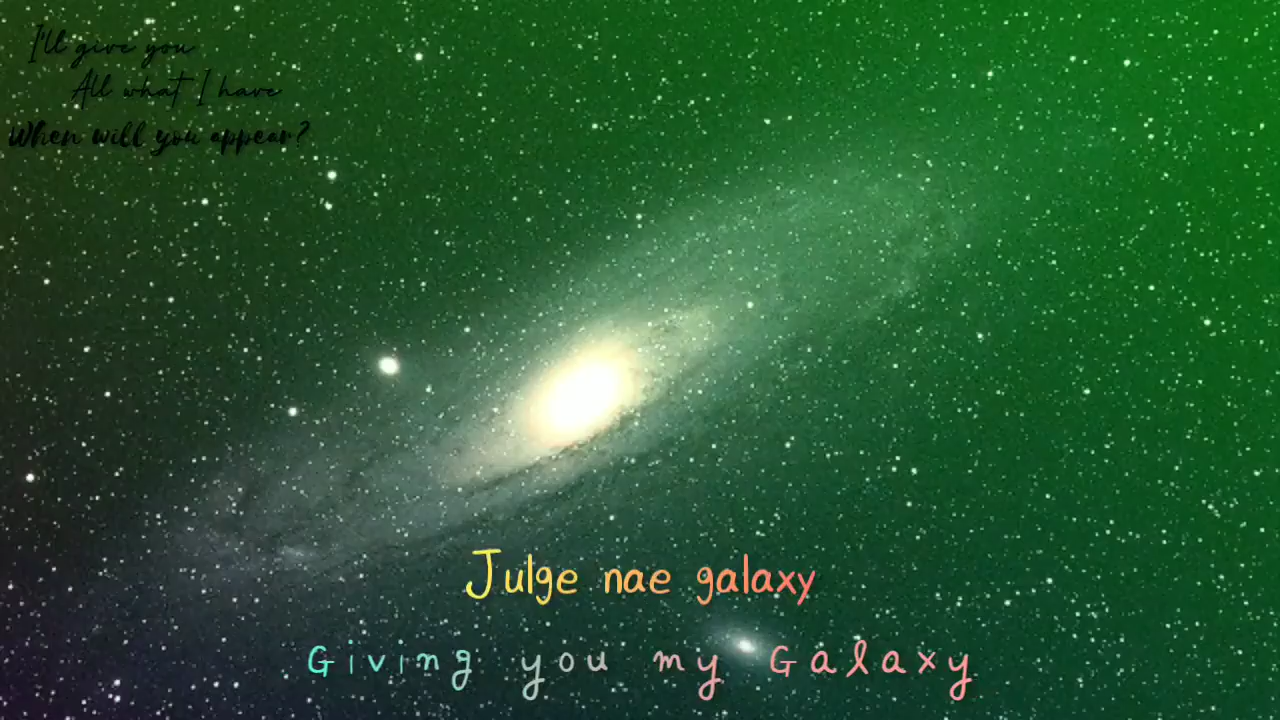 I'll give you
All what I have
When will you appear?
Julge nae galaxy
Giving you my Galaxy